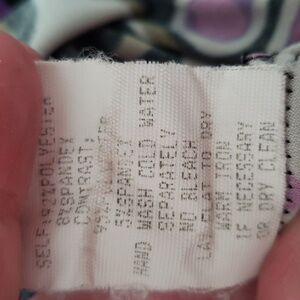 SELF:92%POLYESTER
8%SPANDEX
CONTRAST:
5%SPANDEX
HAND WASH COLD WATER
SEPARATELY
NO BLEACH
LAY FLAT TO DRY
WARM IRON
IF NECESSARY
OR DRY CLEAN